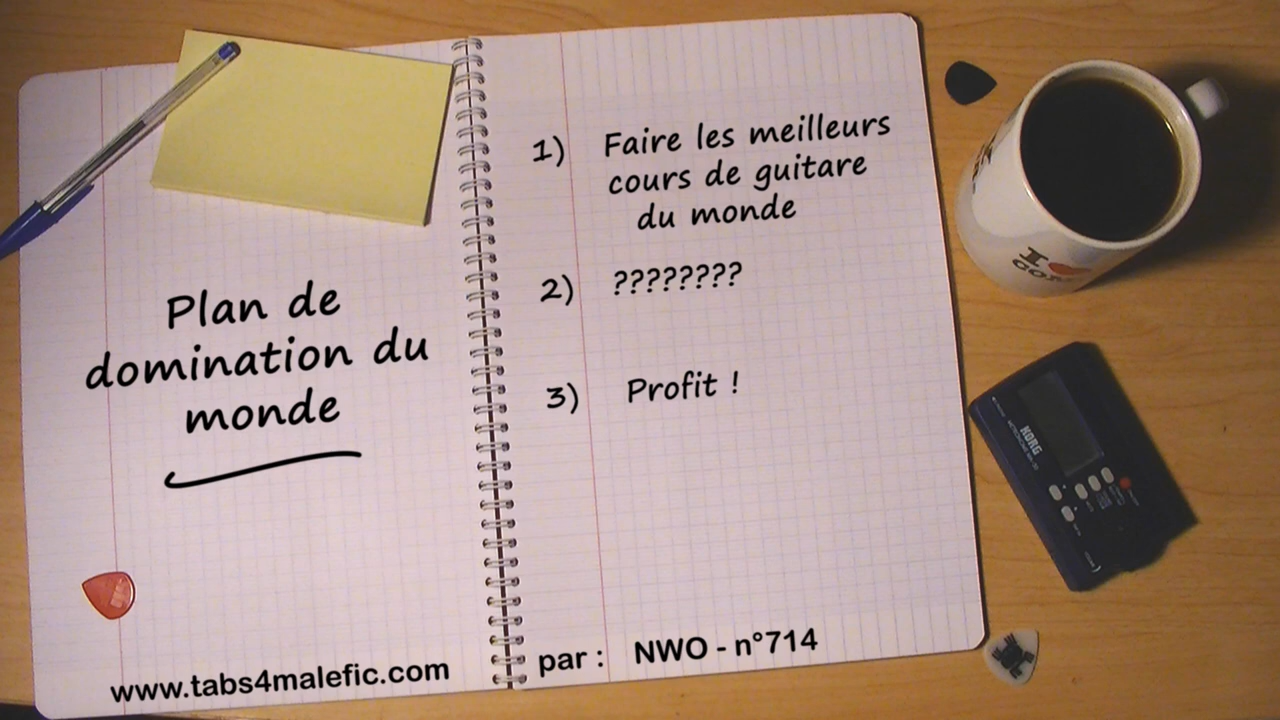 Plan de
domination du
monde
www.tabs4malefic.com
1) Faire les meilleurs
cours de guitare
du monde
2) ????????
3) Profit !
par : NWO - n°714
I
KORG